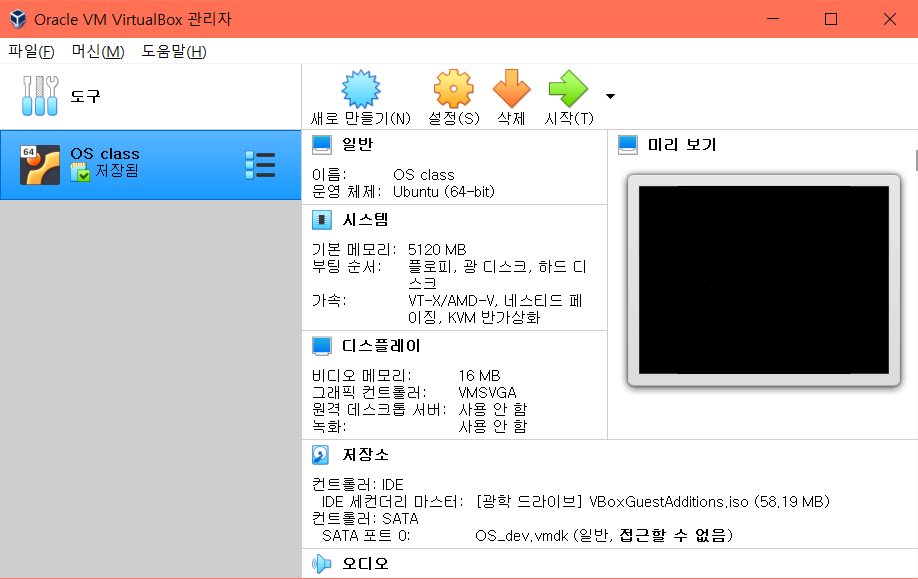 Oracle VM VirtualBox 관리자
파일(F) 머신(M) 도움말(H)
도구
새로 만들기(N) 설정(S) 삭제 시작(T)
64
OS class
저장됨
일반
이름: OS class
운영 체제: Ubuntu (64-bit)
시스템
기본 메모리: 5120 MB
부팅 순서: 플로피, 광 디스크, 하드 디
스크
가속: VT-X/AMD-V, 네스티드 페
이징, KVM 반가상화
디스플레이
비디오 메모리: 16 MB
그래픽 컨트롤러: VMSVGA
원격 데스크톱 서버: 사용 안 함
녹화: 사용 안 함
미리 보기
저장소
컨트롤러: IDE
IDE 세컨더리 마스터: [광학 드라이브] VBoxGuestAdditions.iso (58.19 MB)
컨트롤러: SATA
SATA 포트 0: OS_dev.vmdk (일반, 접근할 수 없음)
오디오